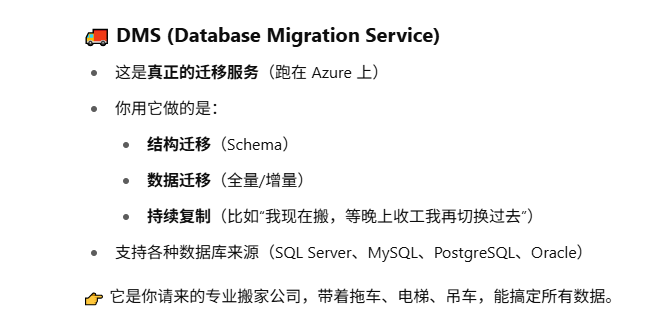 🚚 DMS (Database Migration Service)
• 这是真正的迁移服务（跑在 Azure 上）
• 你用它做的是：
• 结构迁移（Schema）
• 数据迁移（全量/增量）
• 持续复制（比如“我现在搬，等晚上收工我再切换过去”）
• 支持各种数据库来源（SQL Server、MySQL、PostgreSQL、Oracle）
👉 它是你请来的专业搬家公司，带着拖车、电梯、吊车，能搞定所有数据。